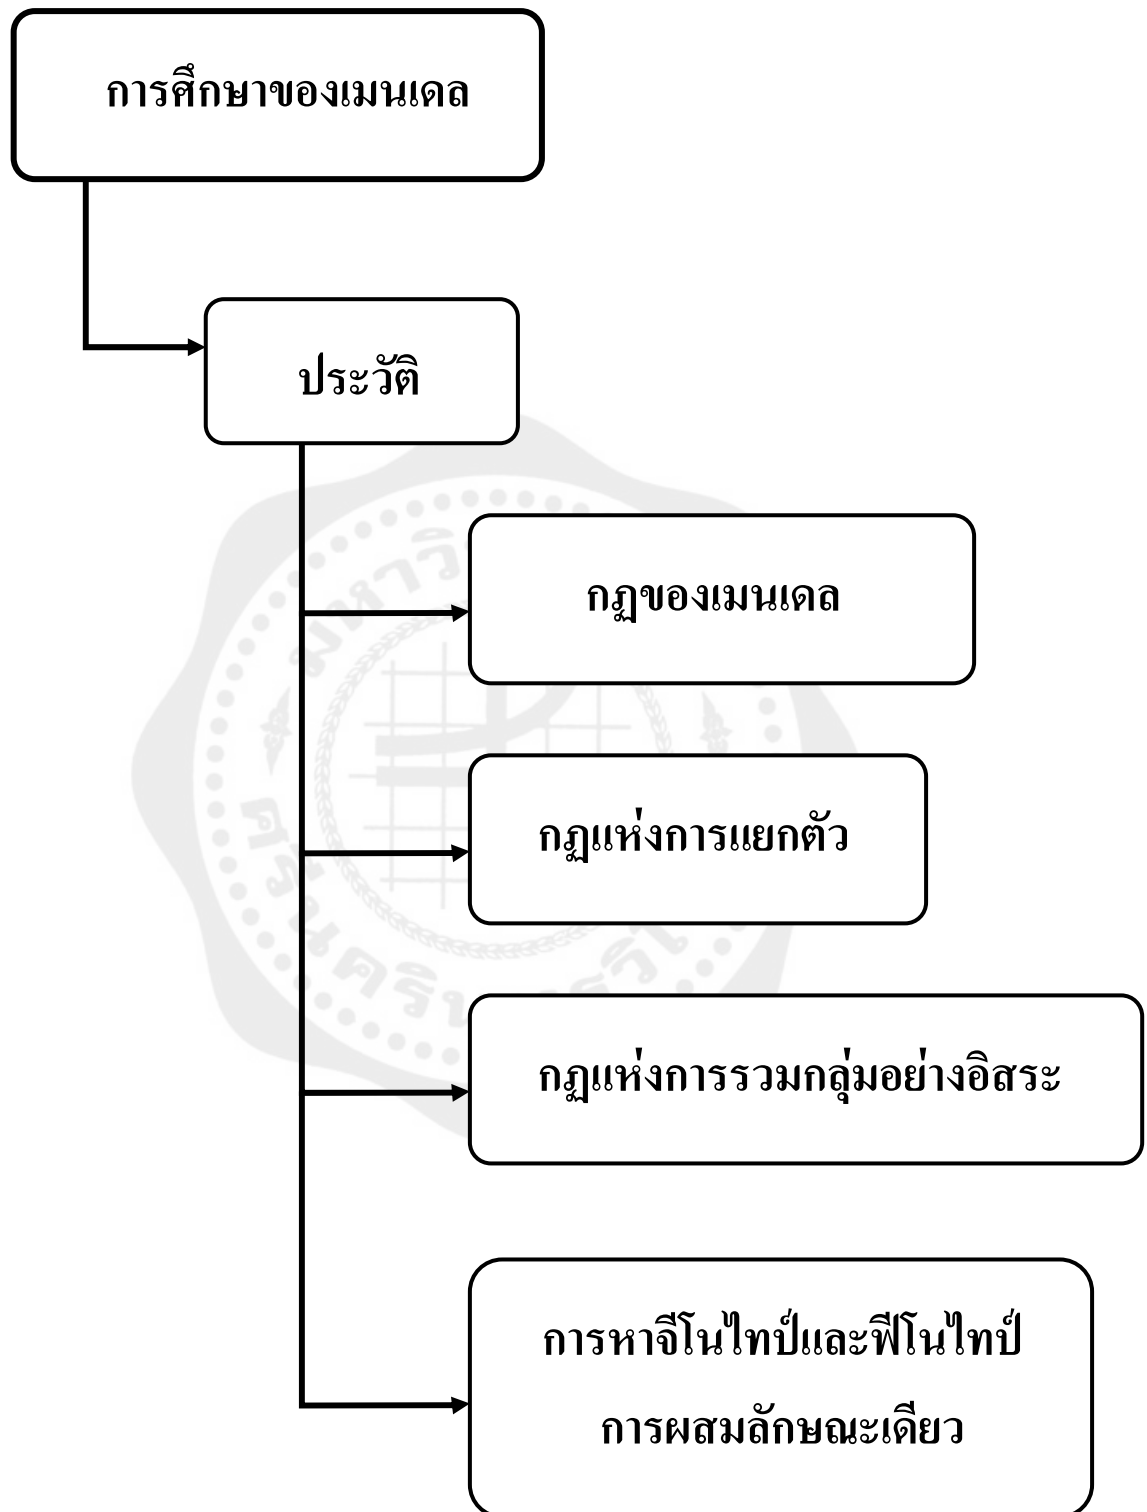 การศึกษาของเมนเดล
ประวัติ
กฎของเมนเดล
กฎแห่งการแยกตัว
กฎแห่งการรวมกลุ่มอย่างอิสระ
การหาจีโนไทป์และฟีโนไทป์
การผสมลักษณะเดียว